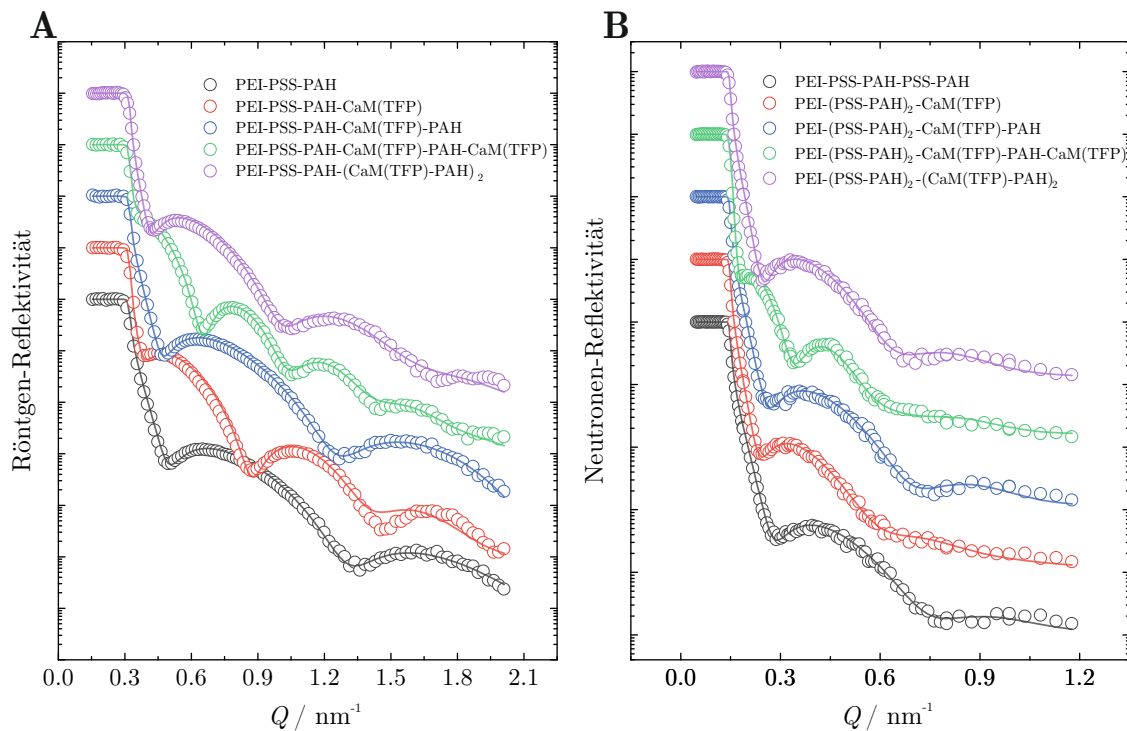 A
Röntgen-Reflektivität
PEI-PSS-PAH
PEI-PSS-PAH-CaM(TFP)
PEI-PSS-PAH-CaM(TFP)-PAH
PEI-PSS-PAH-CaM(TFP)-PAH-CaM(TFP)
PEI-PSS-PAH-(CaM(TFP)-PAH)₂
0.0 0.3 0.6 0.9 1.2 1.5 1.8 2.1
Q / nm⁻¹
B
Neutronen-Reflektivität
PEI-PSS-PAH-PSS-PAH
PEI-(PSS-PAH)₂-CaM(TFP)
PEI-(PSS-PAH)₂-CaM(TFP)-PAH
PEI-(PSS-PAH)₂-CaM(TFP)-PAH-CaM(TFP)
PEI-(PSS-PAH)₂-(CaM(TFP)-PAH)₂
0.0 0.3 0.6 0.9 1.2
Q / nm⁻¹